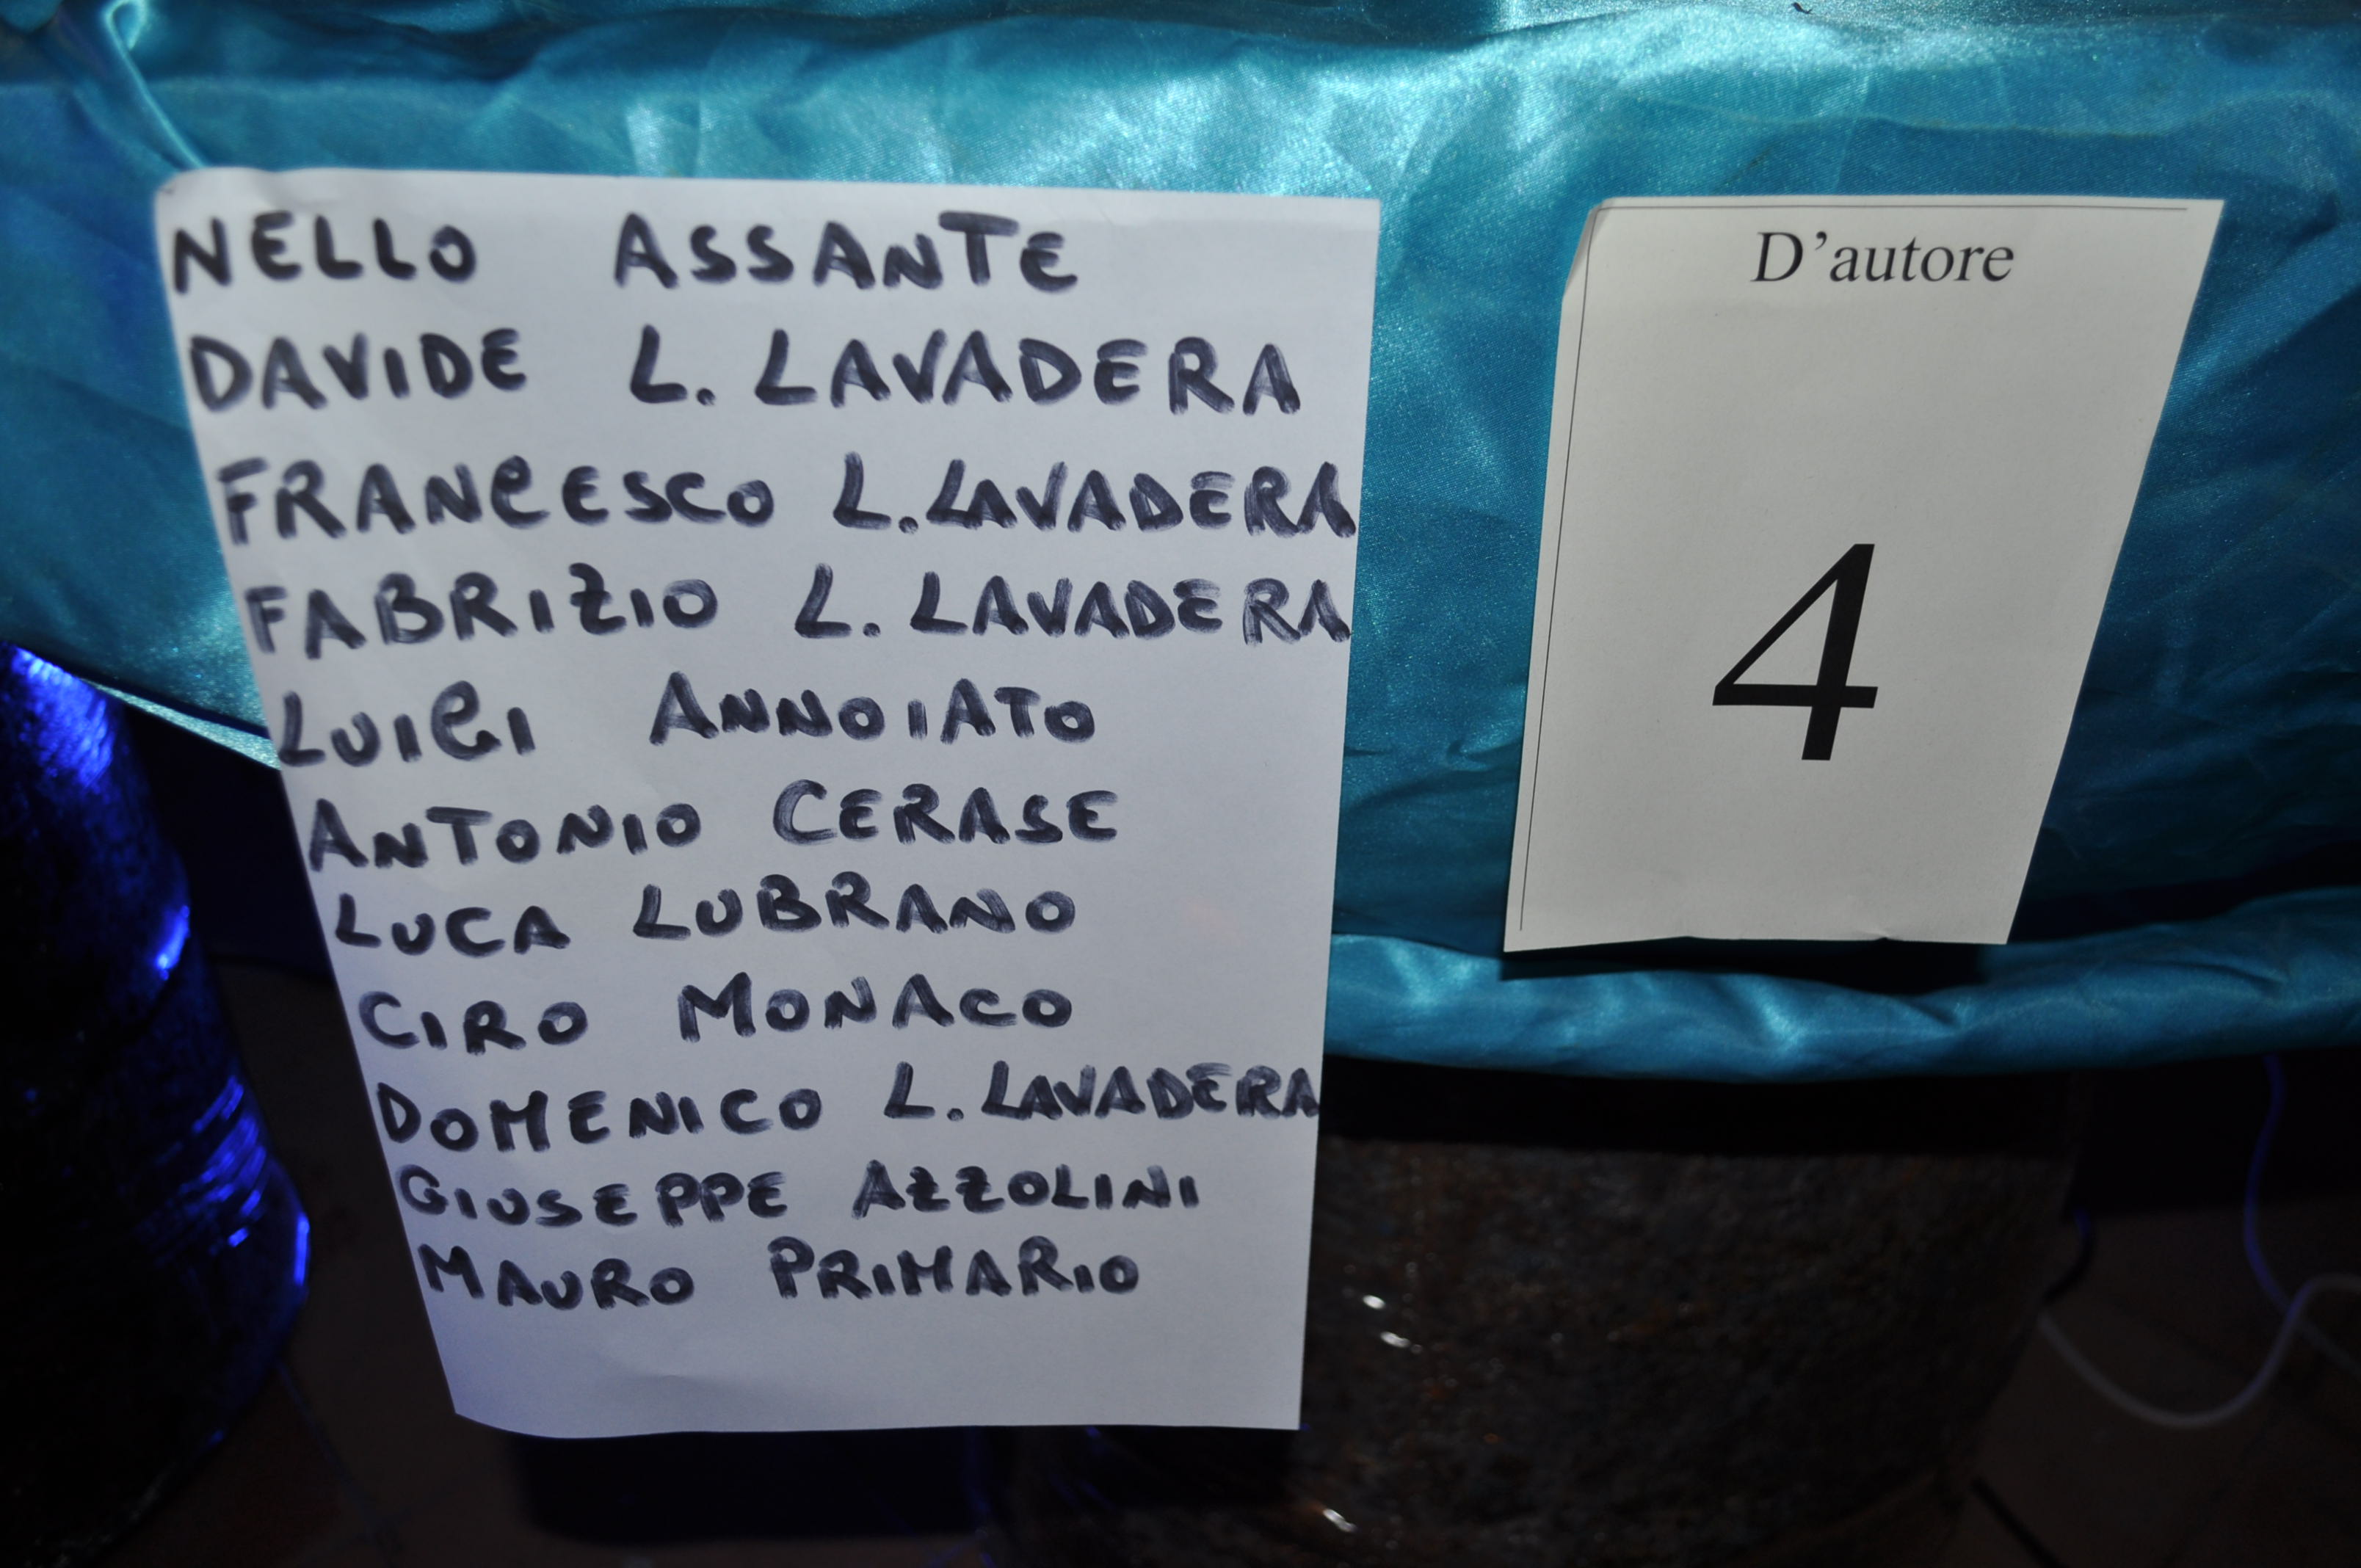 NELLO ASSANTE
DAVIDE L. LAVADERA
FRANCESCO L. LAVADERA
FABRIZIO L. LAVADERA
LUIGI ANNOIATO
ANTONIO CERASE
LUCA LUBRANO
CIRO MONACO
DOMENICO L. LAVADERA
GIUSEPPE AZZOLINI
MAURO PRIMARIO
D'autore
4